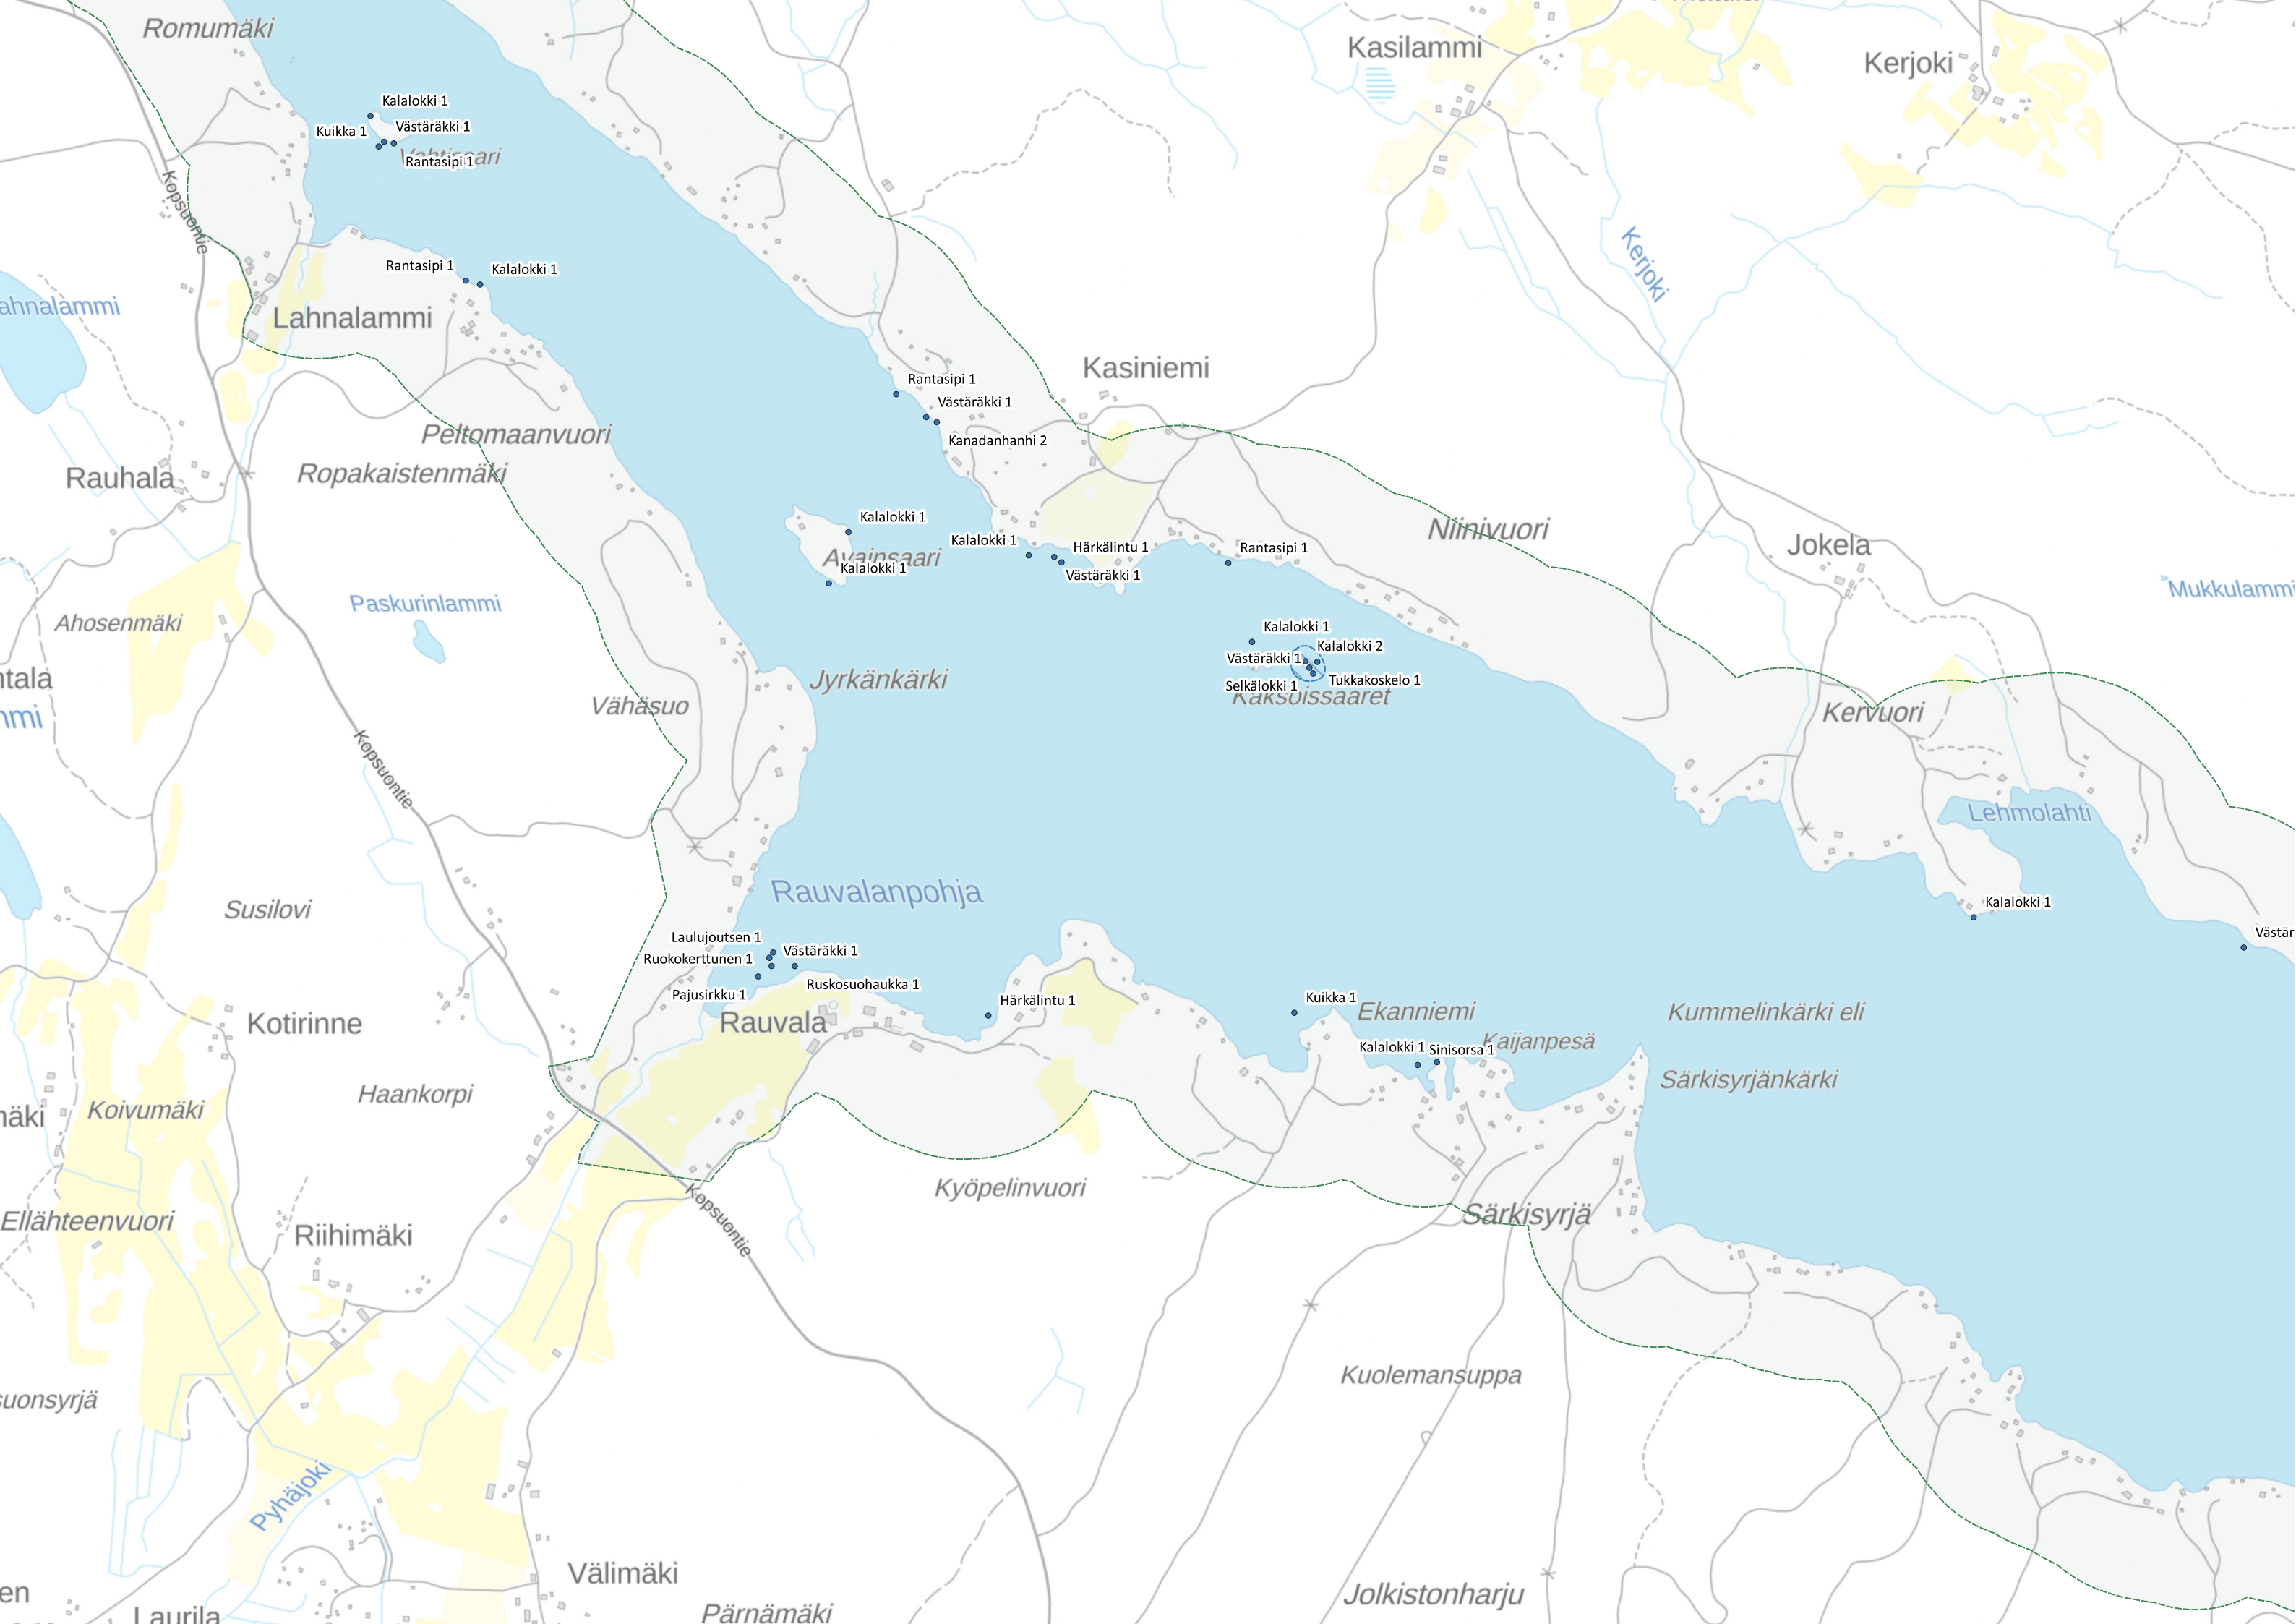 Romumäki
Kasilammi
Kerjoki
Kalalokki 1
Kuikka 1
Västäräkki 1
Rantasipi 1
Kopsuontie
Kerjoki
Rantasipi 1
Kalalokki 1
Lahnalammi
Kasiniemi
Rantasipi 1
Västäräkki 1
Kanadanhanhi 2
Peltomaanvuori
Ropakaistenmäki
Rauhala
Kalalokki 1
Avainsaari
Kalalokki 1
Kalalokki 1
Härkälintu 1
Västäräkki 1
Rantasipi 1
Niinivuori
Jokela
Mukkulammi
Paskurinlammi
Ahosenmäki
Kalalokki 1
Kalalokki 2
Västäräkki 1
Tukkakoskelo 1
Selkälokki 1
Kaksoissaaret
Jyrkänkärki
Vähäsuo
Kervuori
Kopsuontie
Lehmolahti
Rauvalanpohja
Susilovi
Kalalokki 1
Laulujoutsen 1
Västäräkki 1
Ruokokerttunen 1
Ruskosuohaukka 1
Pajusirkku 1
Härkälintu 1
Kuikka 1
Ekanniemi
Kummelinkärki eli
Särkisyrjänkärki
Kaijanpesä
Kalalokki 1
Sinisorsa 1
Rauvala
Kotirinne
Haankorpi
Koivumäki
Kyöpelinvuori
Kopsuontie
Särkisyrjä
Ellähteenvuori
Riihimäki
Kuolemansuppa
Pyhäjoki
Välimäki
Jolkistonharju
Pärnämäki
Laurila